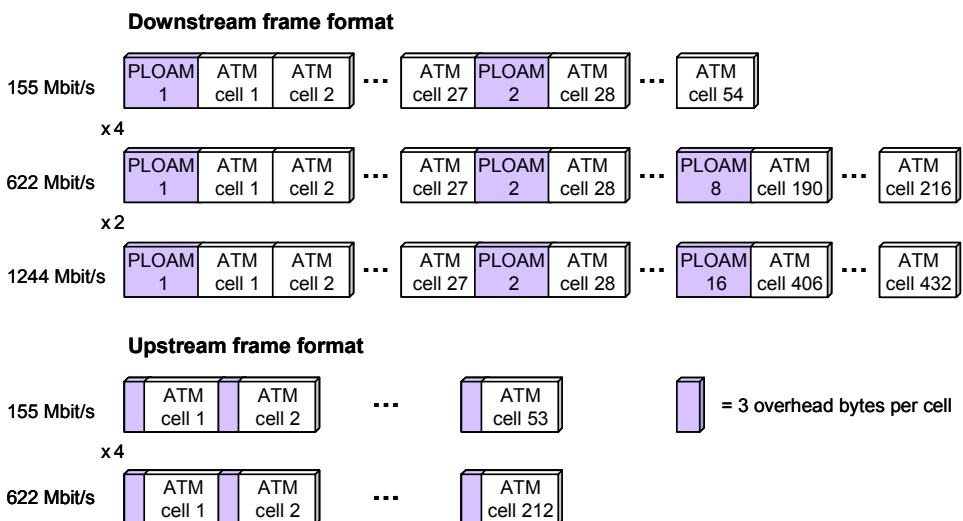 Downstream frame format
155 Mbit/s
PLOAM 1 ATM cell 1 ATM cell 2 ... ATM cell 27 PLOAM 2 ATM cell 28 ... ATM cell 54
x 4
622 Mbit/s
PLOAM 1 ATM cell 1 ATM cell 2 ... ATM cell 27 PLOAM 2 ATM cell 28 ... PLOAM 8 ATM cell 190 ... ATM cell 216
x 2
1244 Mbit/s
PLOAM 1 ATM cell 1 ATM cell 2 ... ATM cell 27 PLOAM 2 ATM cell 28 ... PLOAM 16 ATM cell 406 ... ATM cell 432
Upstream frame format
155 Mbit/s
ATM cell 1 ATM cell 2 ... ATM cell 53
= 3 overhead bytes per cell
x 4
622 Mbit/s
ATM cell 1 ATM cell 2 ... ATM cell 212